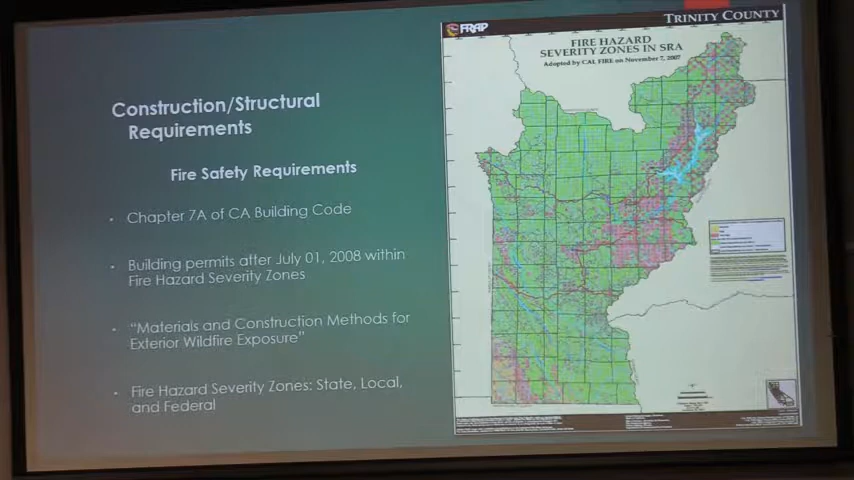 Construction/Structural
Requirements
Fire Safety Requirements
Chapter 7A of CA Building Code
Building permits after July 01, 2008 within
Fire Hazard Severity Zones
“Materials and Construction Methods for
Exterior Wildfire Exposure”
Fire Hazard Severity Zones: State, Local,
and Federal
FRAP
TRINITY COUNTY
FIRE HAZARD
SEVERITY ZONES IN SRA
Adopted by CAL FIRE on November 7, 2007